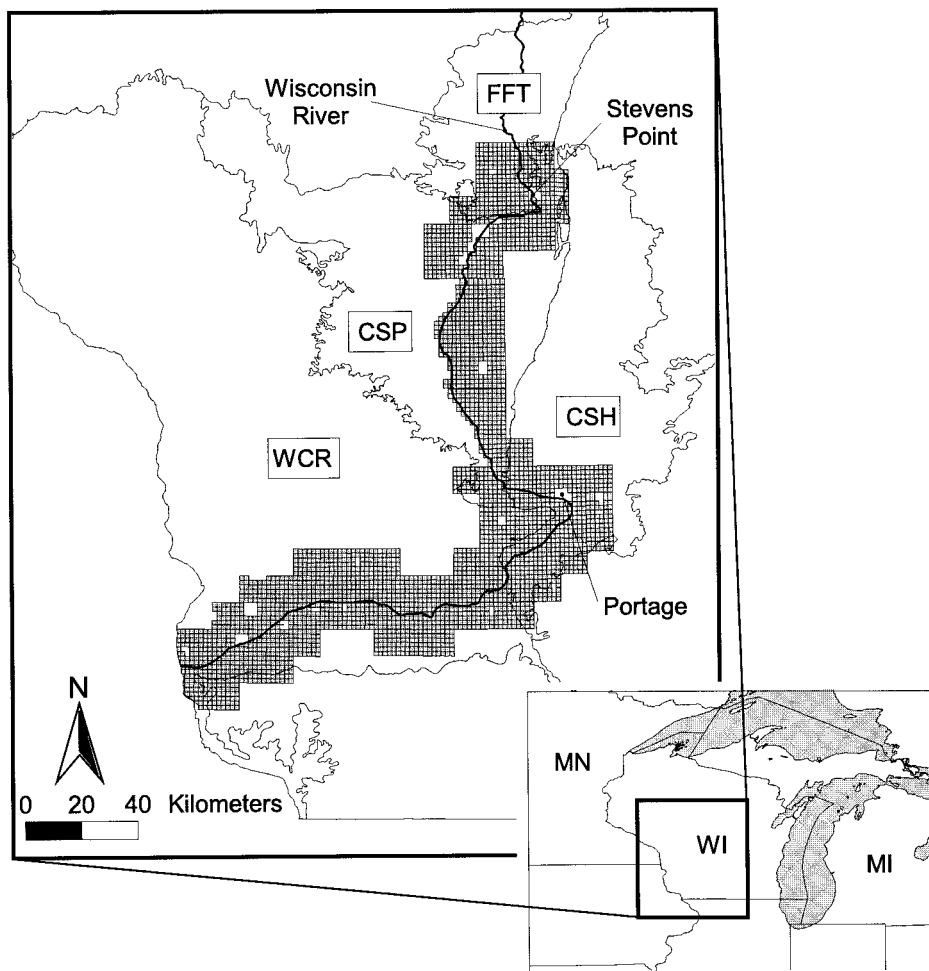 FFT
Wisconsin
River
Stevens
Point
CSP
CSH
WCR
Portage
N
0 20 40 Kilometers
MN
WI
MI